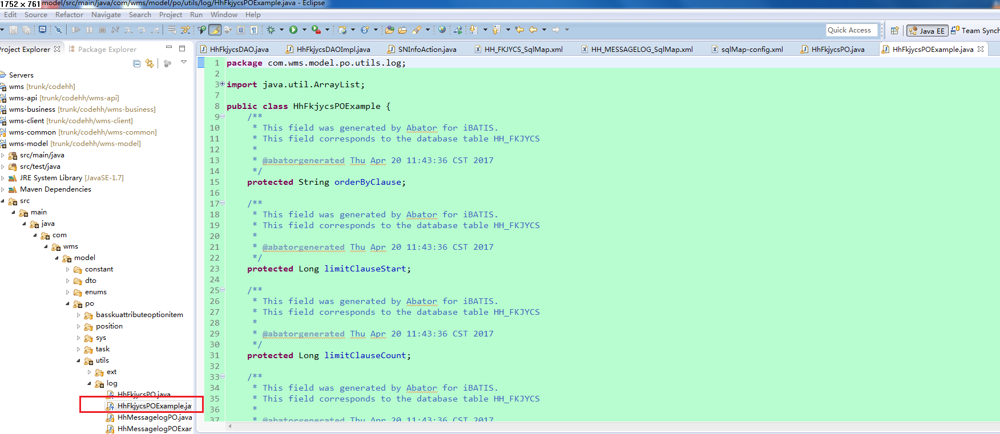 1752 × 761 model/src/main/java/com/wms/model/po/utils/log/HhFkjycsPOExample.java - Eclipse
Edit Source Refactor Navigate Search Project Run Window Help
Quick Access Java EE Team Synch
Project Explorer Package Explorer
HhFkjycsDAO.java HhFkjycsDAOImpl.java SNInfoAction.java HH_FKJYCS_SqlMap.xml HH_MESSAGELOG_SqlMap.xml sqlMap-config.xml HhFkjycsPO.java HhFkjycsPOExample.java
Servers
wms [trunk/codehh]
wms-api [trunk/codehh/wms-api]
wms-business [trunk/codehh/wms-business]
wms-client [trunk/codehh/wms-client]
wms-common [trunk/codehh/wms-common]
wms-model [trunk/codehh/wms-model]
src/main/java
src/test/java
JRE System Library [JavaSE-1.7]
Maven Dependencies
src
main
java
com
wms
model
constant
dto
enums
po
basskuattributeoptionitem
position
sys
task
utils
ext
log
HhFkjycsPO.java
HhFkjycsPOExample.ja
HhMessagelogPO.java
HhMessagelogPOExar
1 package com.wms.model.po.utils.log;
2
3 import java.util.ArrayList;
7
8 public class HhFkjycsPOExample {
9 /**
10 * This field was generated by Abator for iBATIS.
11 * This field corresponds to the database table HH_FKJYCS
12 *
13 * @abatorgenerated Thu Apr 20 11:43:36 CST 2017
14 */
15 protected String orderByClause;
16
17 /**
18 * This field was generated by Abator for iBATIS.
19 * This field corresponds to the database table HH_FKJYCS
20 *
21 * @abatorgenerated Thu Apr 20 11:43:36 CST 2017
22 */
23 protected Long limitClauseStart;
24
25 /**
26 * This field was generated by Abator for iBATIS.
27 * This field corresponds to the database table HH_FKJYCS
28 *
29 * @abatorgenerated Thu Apr 20 11:43:36 CST 2017
30 */
31 protected Long limitClauseCount;
32
33 /**
34 * This field was generated by Abator for iBATIS.
35 * This field corresponds to the database table HH_FKJYCS
36 *
37 * @abatorgenerated Thu Apr 20 11:43:36 CST 2017